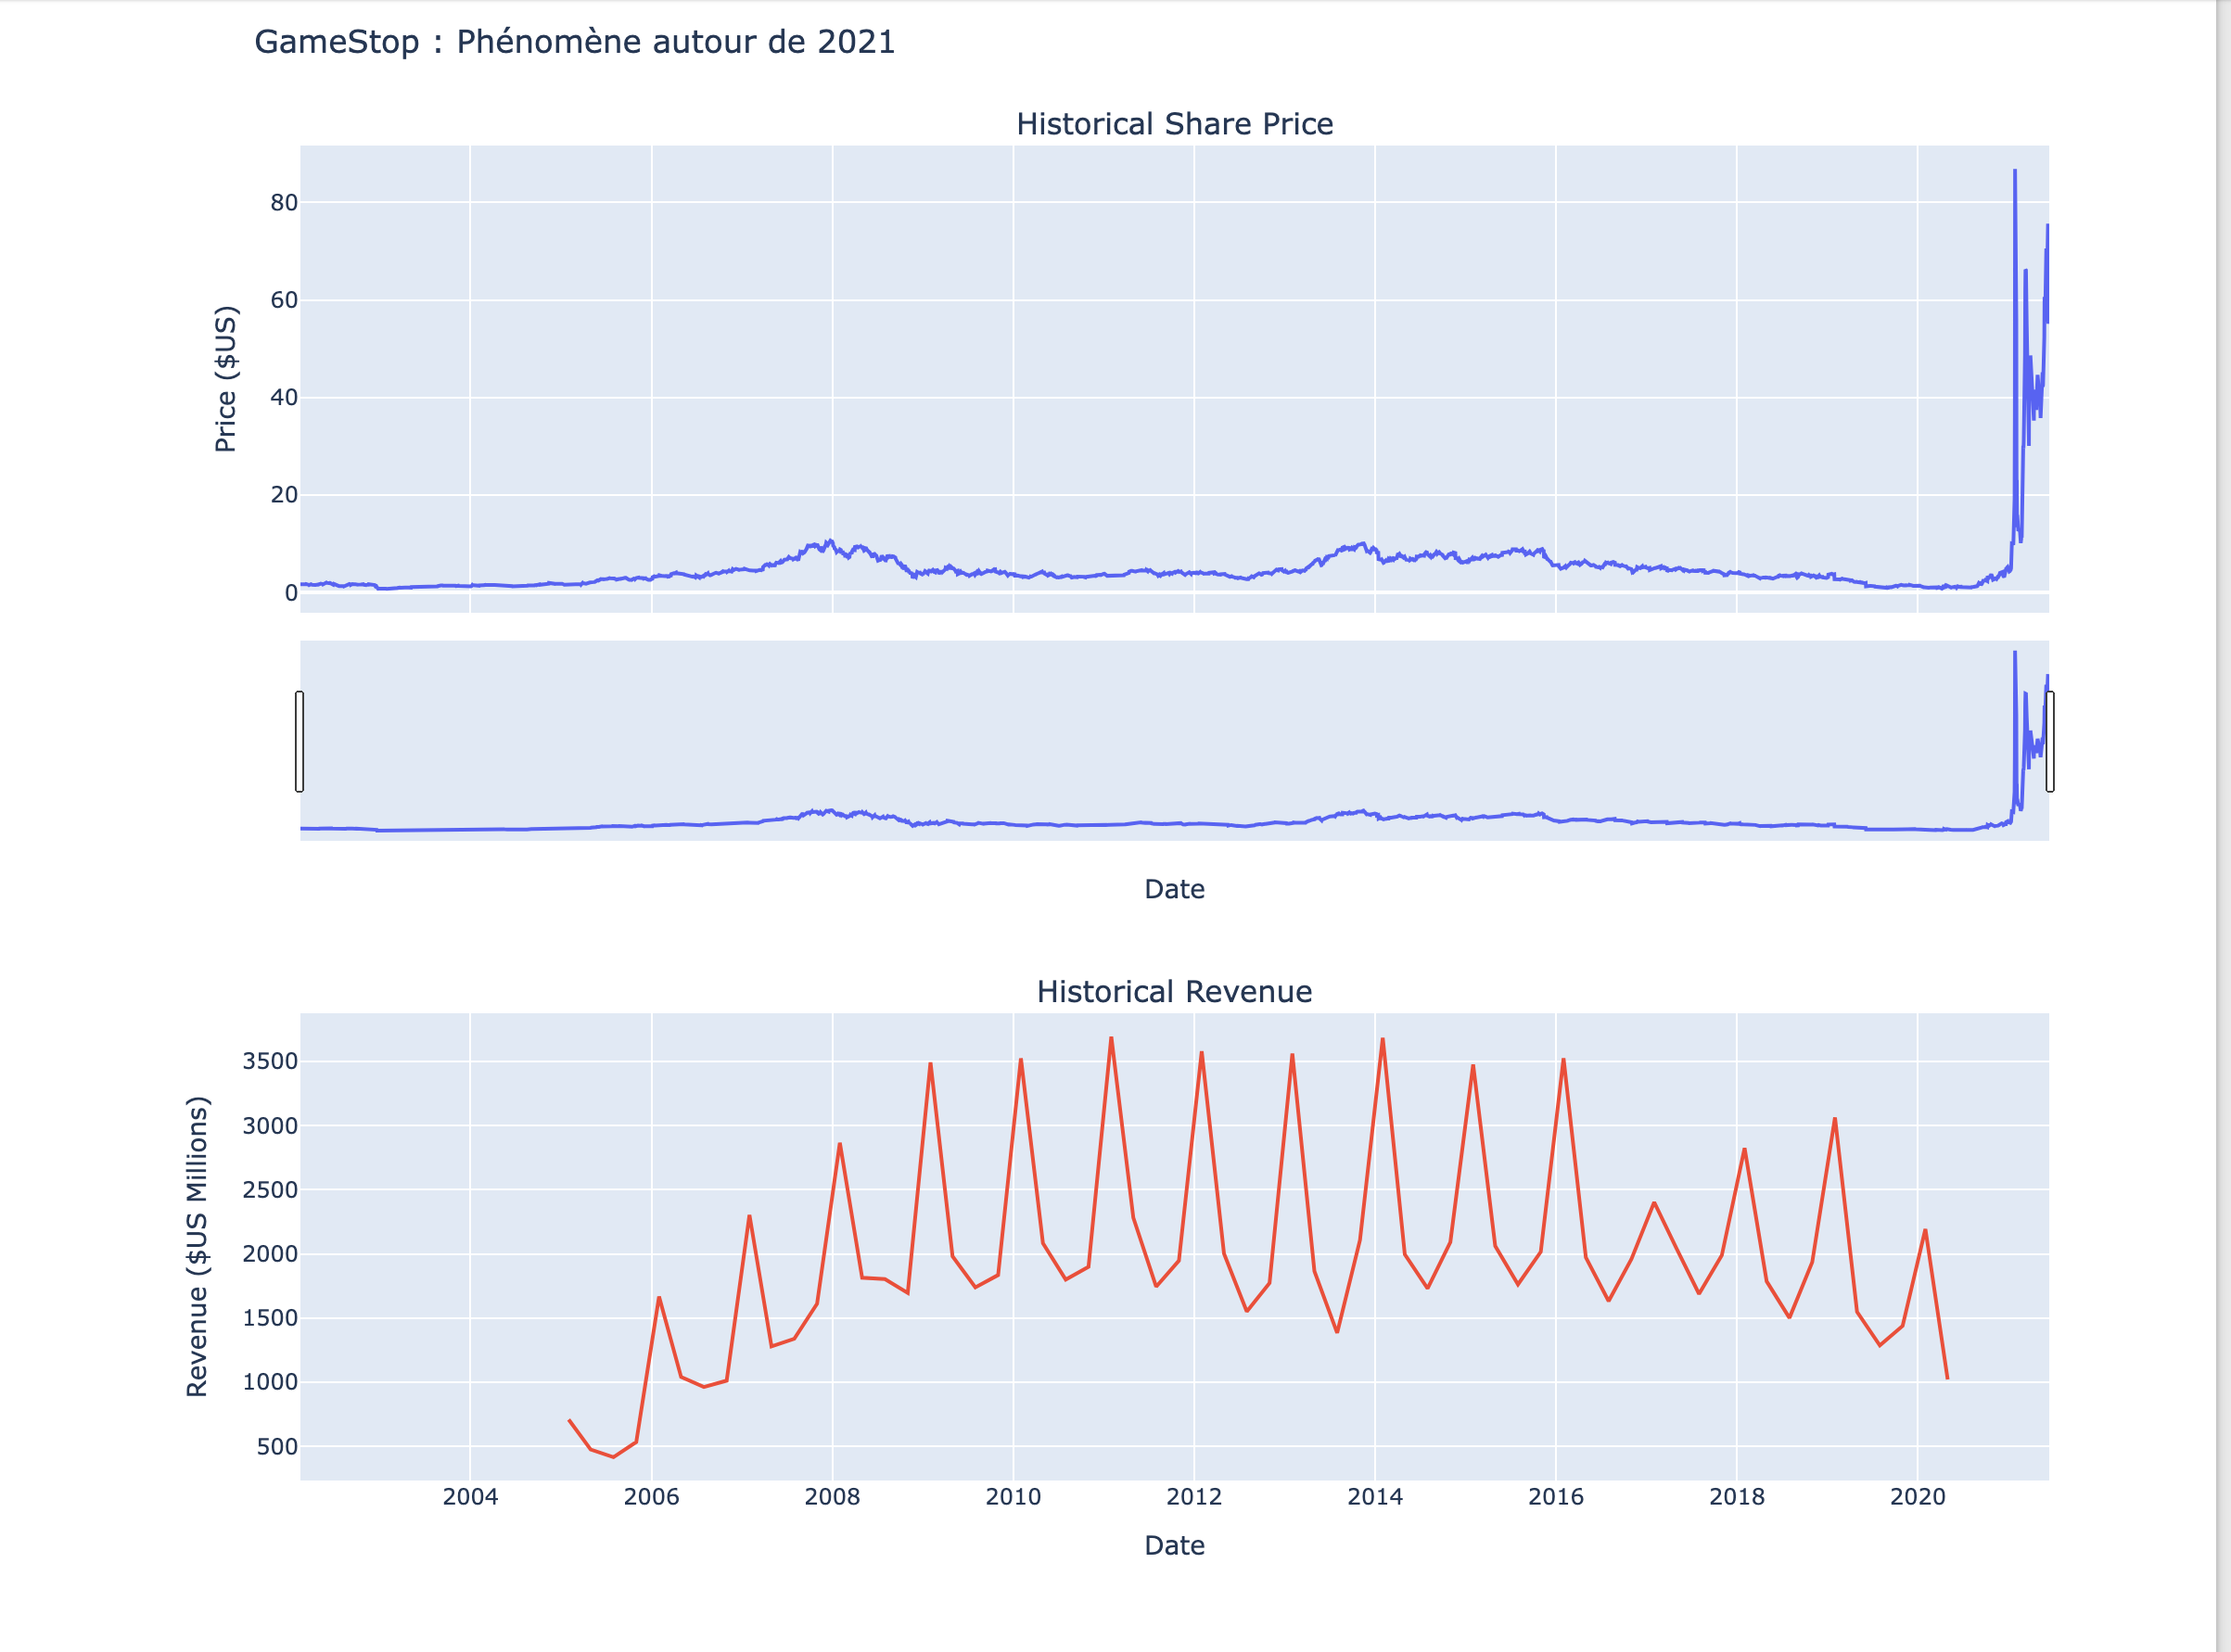 GameStop : Phénomène autour de 2021
Historical Share Price
80
60
40
20
0
Price ($US)
Date
Historical Revenue
3500
3000
2500
2000
1500
1000
500
Revenue ($US Millions)
2004 2006 2008 2010 2012 2014 2016 2018 2020
Date